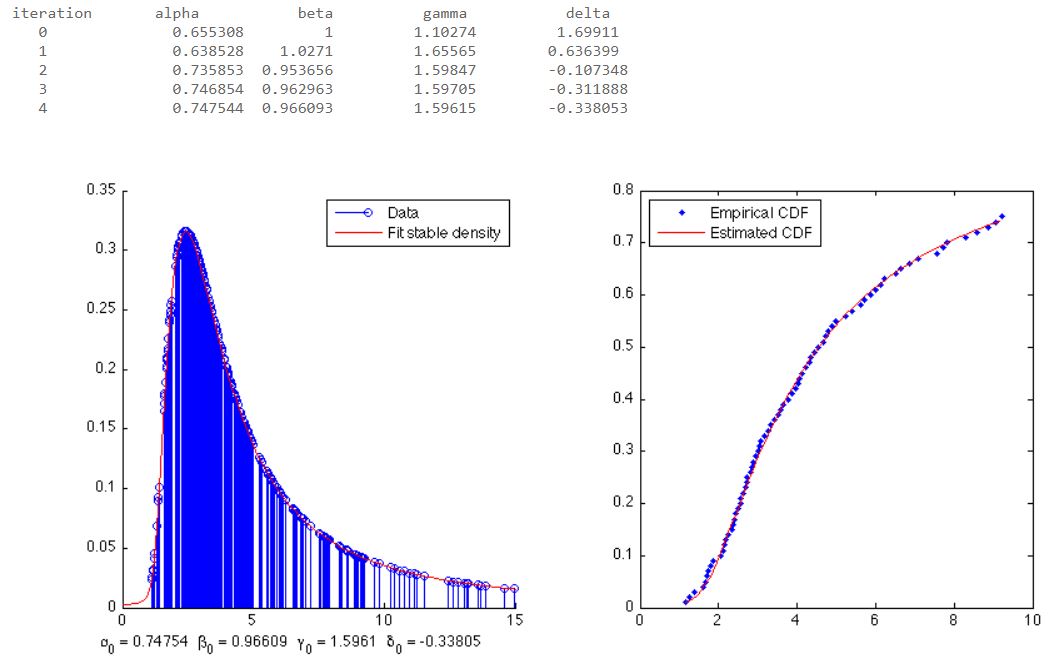 iteration alpha beta gamma delta
0 0.655308 1 1.10274 1.69911
1 0.638528 1.0271 1.65565 0.636399
2 0.735853 0.953656 1.59847 -0.107348
3 0.746854 0.962963 1.59705 -0.311888
4 0.747544 0.966093 1.59615 -0.338053
0.35
0.3
0.25
0.2
0.15
0.1
0.05
0
0 5 10 15
Data
Fit stable density
α₀ = 0.74754 β₀ = 0.96609 γ₀ = 1.5961 δ₀ = -0.33805
0.8
0.7
0.6
0.5
0.4
0.3
0.2
0.1
0
0 2 4 6 8 10
Empirical CDF
Estimated CDF